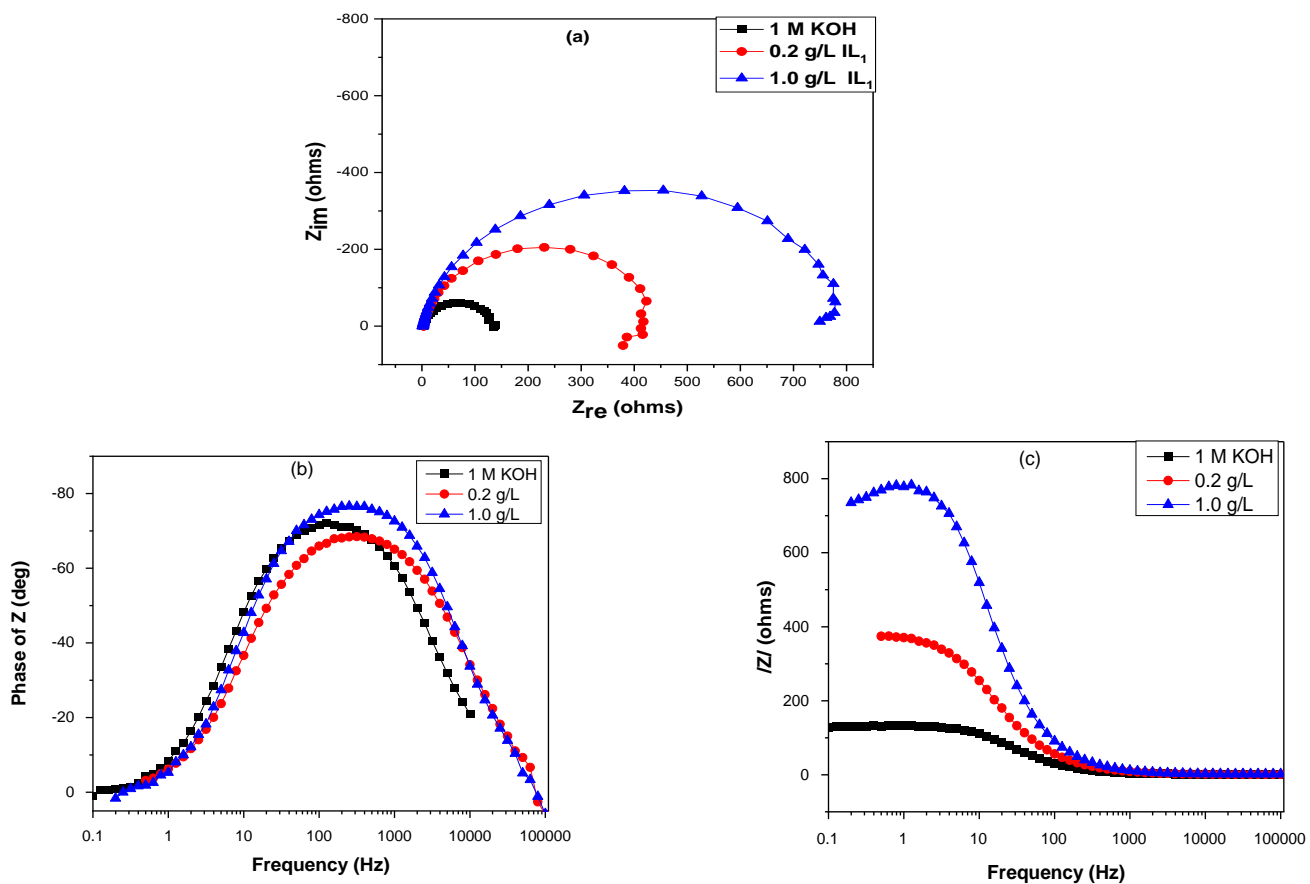 (a)
1 M KOH
0.2 g/L IL1
1.0 g/L IL1
-800
-600
-400
-200
0
Zim (ohms)
0 100 200 300 400 500 600 700 800
Zre (ohms)
(b)
1 M KOH
0.2 g/L
1.0 g/L
-80
-60
-40
-20
0
Phase of Z (deg)
0.1 1 10 100 1000 10000 100000
Frequency (Hz)
(c)
1 M KOH
0.2 g/L
1.0 g/L
800
600
400
200
0
/Z/ (ohms)
0.1 1 10 100 1000 10000 100000
Frequency (Hz)